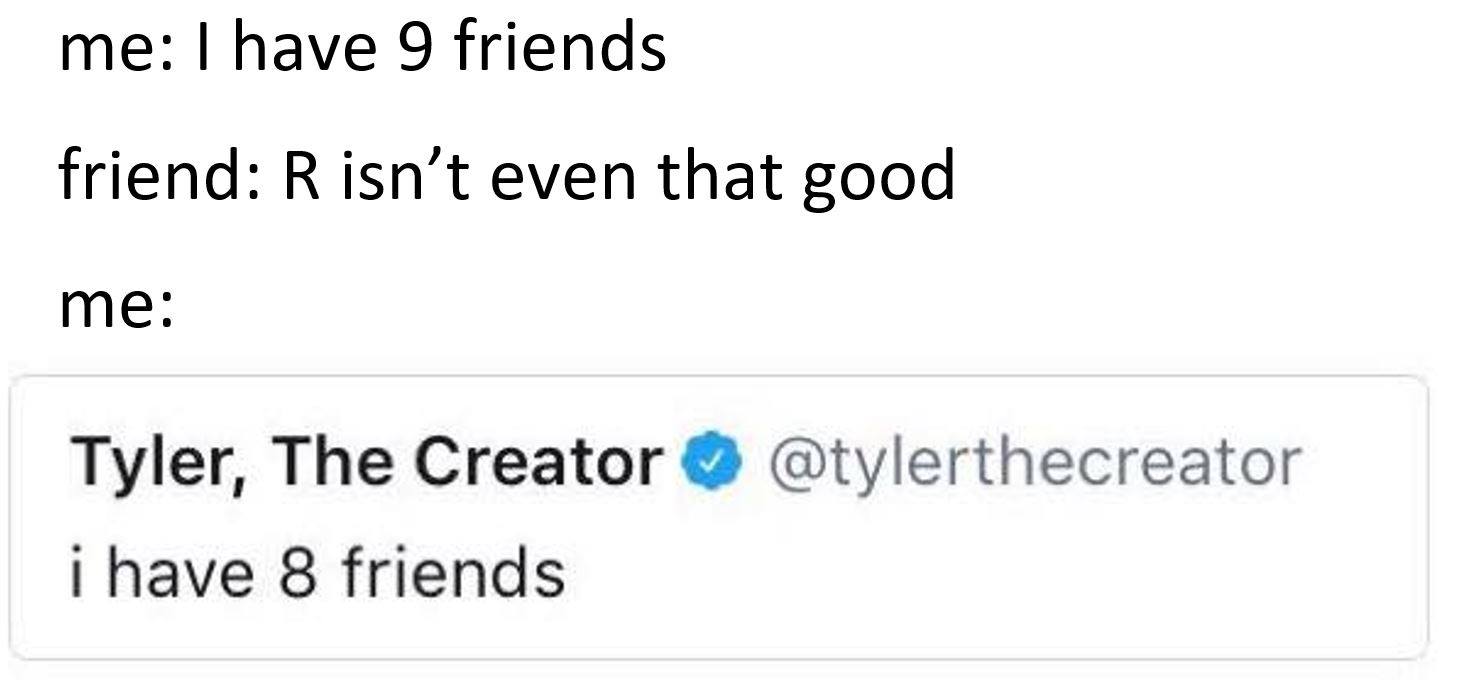 me: I have 9 friends
friend: R isn’t even that good
me:
Tyler, The Creator @tylerthecreator
i have 8 friends